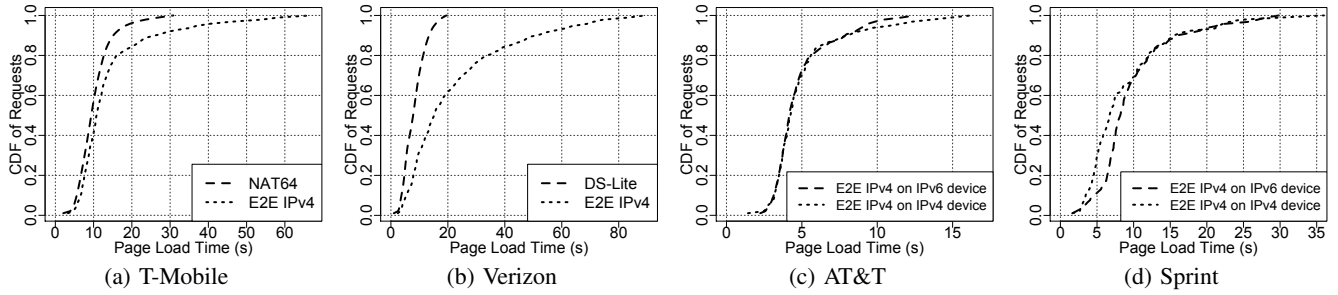 CDF of Requests
0.0 0.2 0.4 0.6 0.8 1.0
NAT64
E2E IPv4
0 10 20 30 40 50 60
Page Load Time (s)
(a) T-Mobile
CDF of Requests
0.0 0.2 0.4 0.6 0.8 1.0
DS-Lite
E2E IPv4
0 20 40 60 80
Page Load Time (s)
(b) Verizon
CDF of Requests
0.0 0.2 0.4 0.6 0.8 1.0
E2E IPv4 on IPv6 device
E2E IPv4 on IPv4 device
0 5 10 15
Page Load Time (s)
(c) AT&T
CDF of Requests
0.0 0.2 0.4 0.6 0.8 1.0
E2E IPv4 on IPv6 device
E2E IPv4 on IPv4 device
0 5 10 15 20 25 30 35
Page Load Time (s)
(d) Sprint